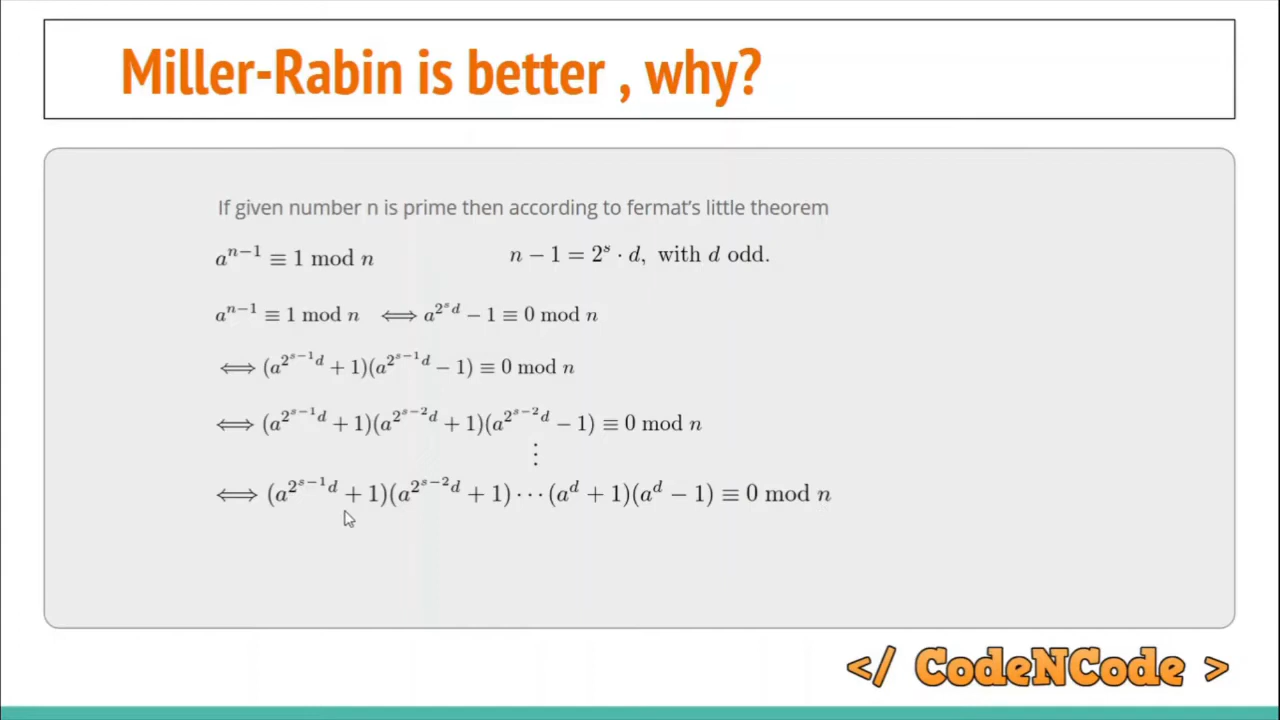 Miller-Rabin is better , why?
If given number n is prime then according to fermat's little theorem
a^{n−1} ≡ 1 mod n        n − 1 = 2^s · d, with d odd.
a^{n−1} ≡ 1 mod n ⟺ a^{2^s d} − 1 ≡ 0 mod n
⟺ (a^{2^{s−1}d} + 1)(a^{2^{s−1}d} − 1) ≡ 0 mod n
⟺ (a^{2^{s−1}d} + 1)(a^{2^{s−2}d} + 1)(a^{2^{s−2}d} − 1) ≡ 0 mod n
⋮
⟺ (a^{2^{s−1}d} + 1)(a^{2^{s−2}d} + 1) ⋯ (a^d + 1)(a^d − 1) ≡ 0 mod n
</ CodeNCode >